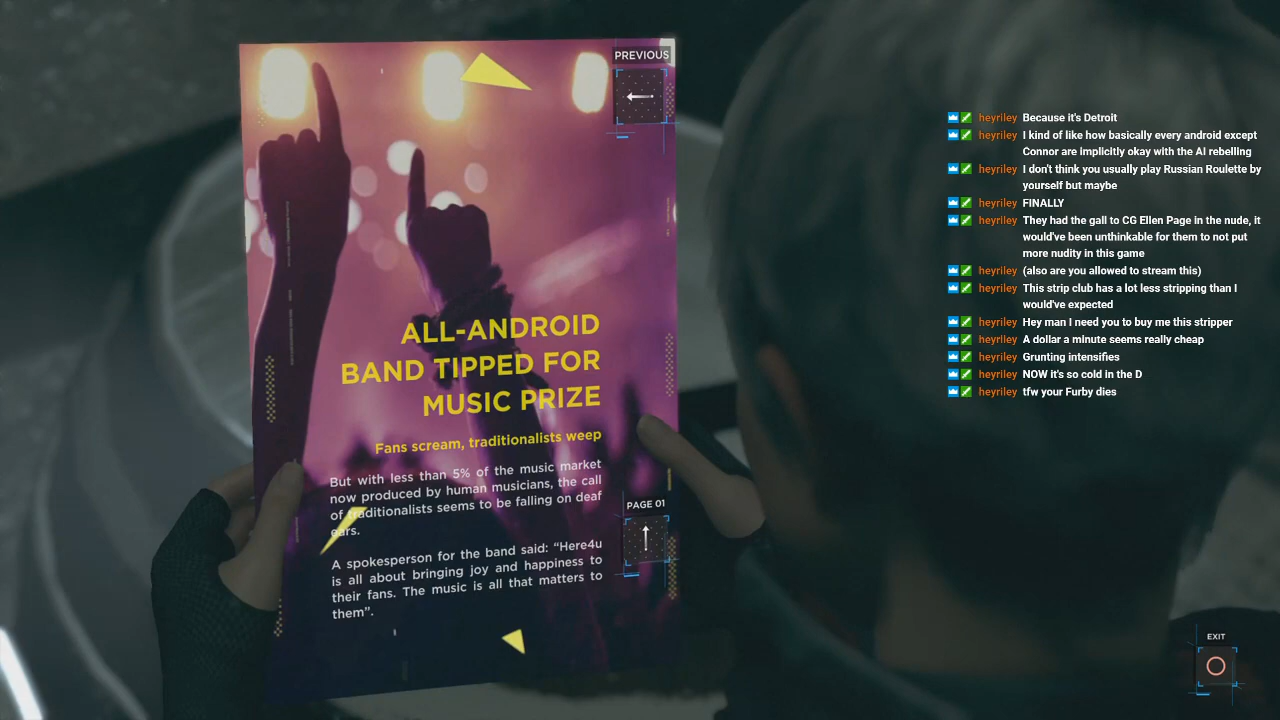 PREVIOUS
ALL-ANDROID
BAND TIPPED FOR
MUSIC PRIZE
Fans scream, traditionalists weep
But with less than 5% of the music market
now produced by human musicians, the call
of traditionalists seems to be falling on deaf
ears.
A spokesperson for the band said: “Here4u
is all about bringing joy and happiness to
their fans. The music is all that matters to
them”.
PAGE 01
heyriley Because it's Detroit
heyriley I kind of like how basically every android except
Connor are implicitly okay with the AI rebelling
heyriley I don't think you usually play Russian Roulette by
yourself but maybe
heyriley FINALLY
heyriley They had the gall to CG Ellen Page in the nude, it
would've been unthinkable for them to not put
more nudity in this game
heyriley (also are you allowed to stream this)
heyriley This strip club has a lot less stripping than I
would've expected
heyriley Hey man I need you to buy me this stripper
heyriley A dollar a minute seems really cheap
heyriley Grunting intensifies
heyriley NOW it's so cold in the D
heyriley tfw your Furby dies
EXIT